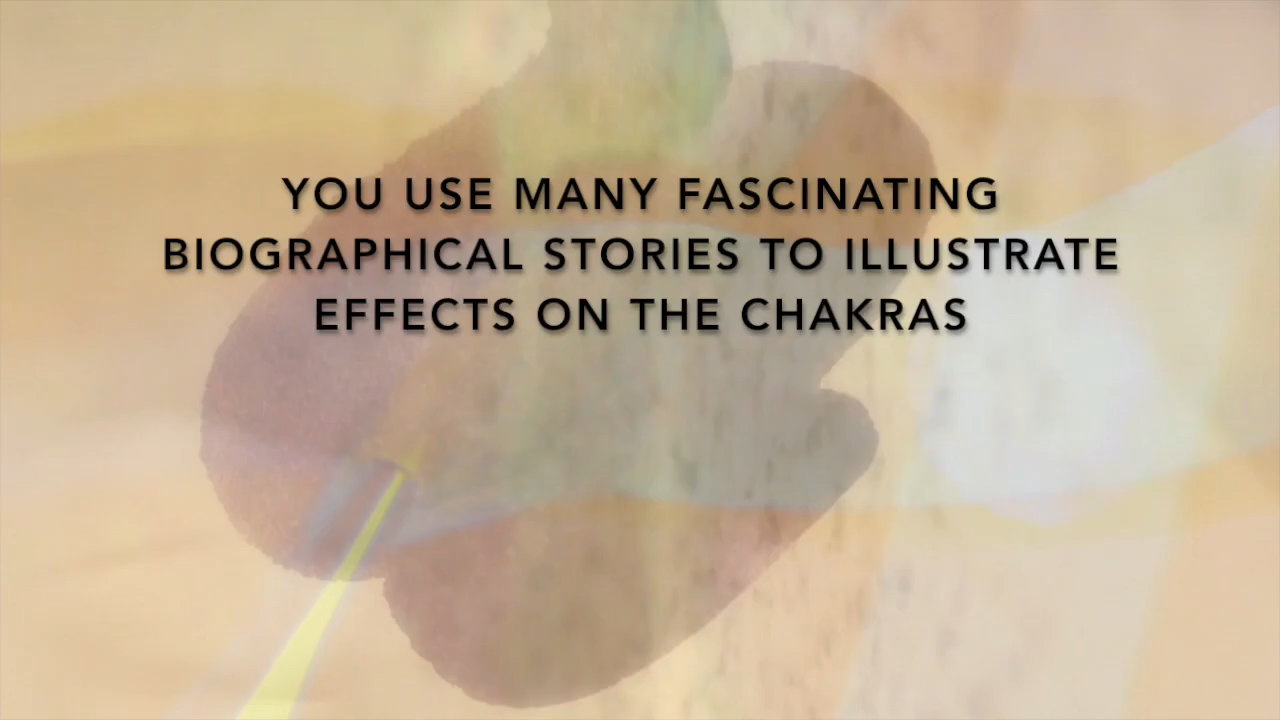 YOU USE MANY FASCINATING
BIOGRAPHICAL STORIES TO ILLUSTRATE
EFFECTS ON THE CHAKRAS